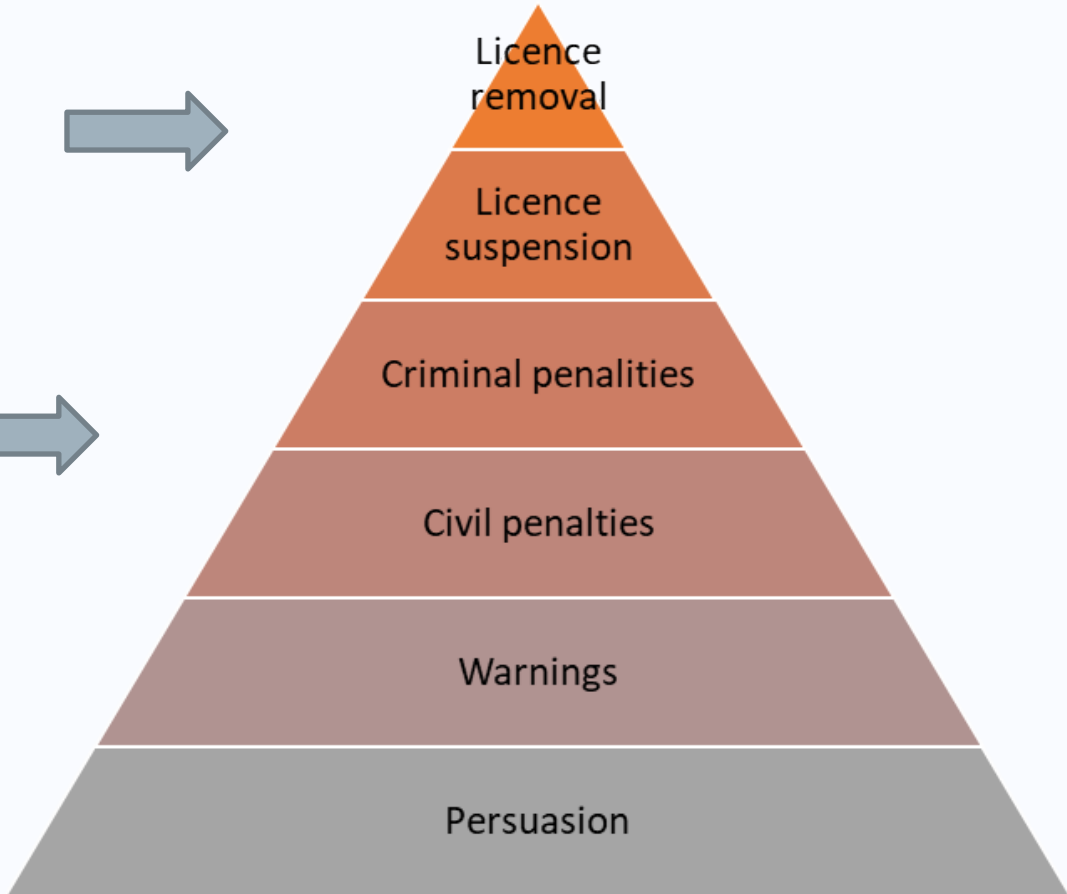 Licence
removal
Licence
suspension
Criminal penalities
Civil penalties
Warnings
Persuasion